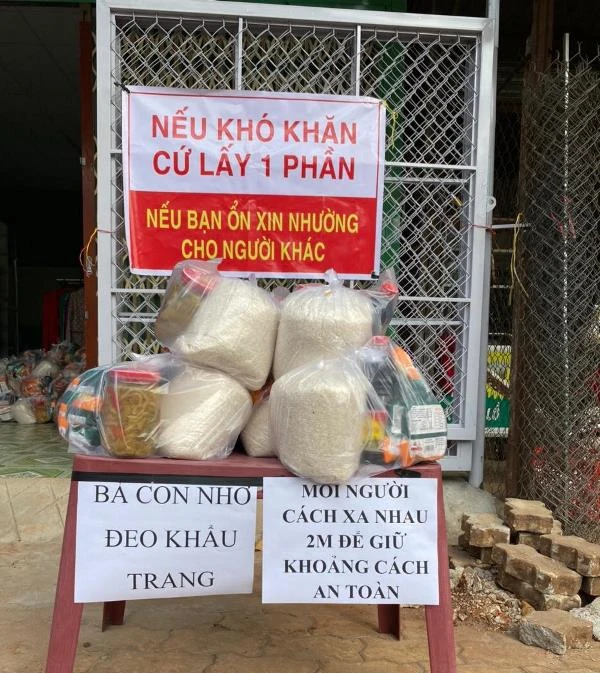 NẾU KHÓ KHĂN
CỨ LẤY 1 PHẦN
NẾU BẠN ỔN XIN NHƯỜNG
CHO NGƯỜI KHÁC
BÀ CON NHỚ
ĐEO KHẨU
TRANG
MỖI NGƯỜI
CÁCH XA NHAU
2M ĐỂ GIỮ
KHOẢNG CÁCH
AN TOÀN